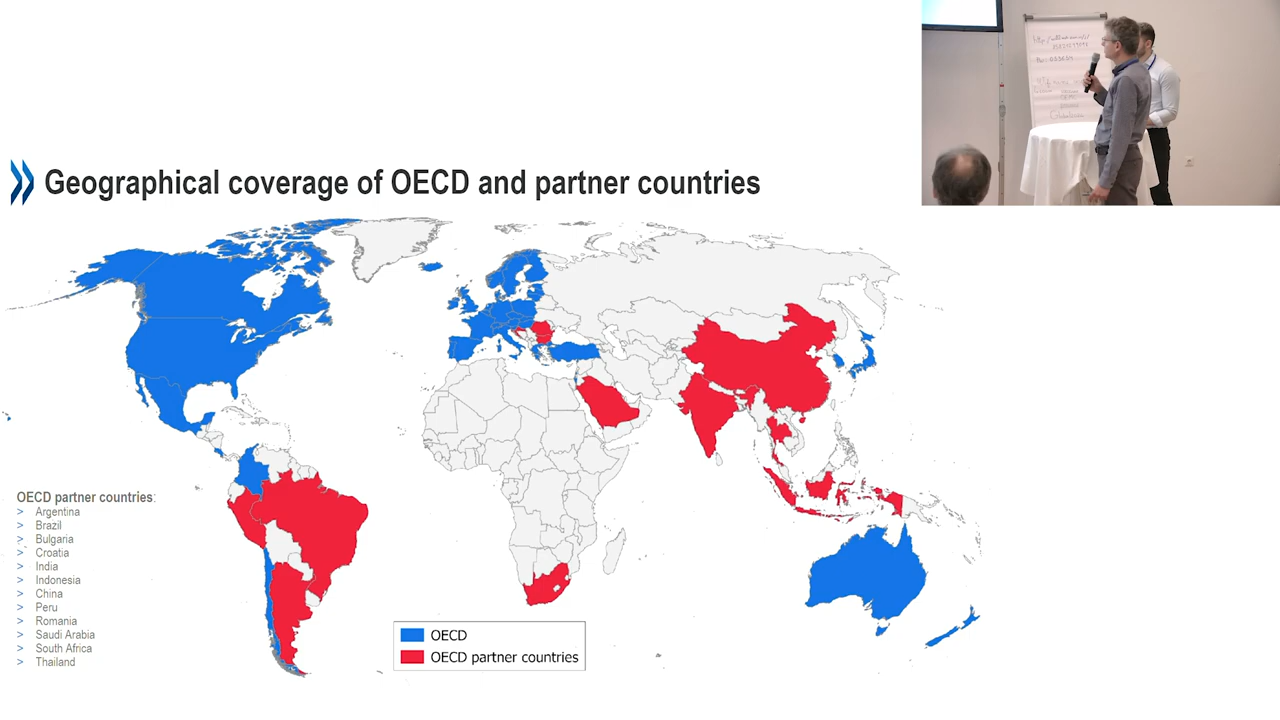 Geographical coverage of OECD and partner countries
OECD partner countries:
> Argentina
> Brazil
> Bulgaria
> Croatia
> India
> Indonesia
> China
> Peru
> Romania
> Saudi Arabia
> South Africa
> Thailand
OECD
OECD partner countries